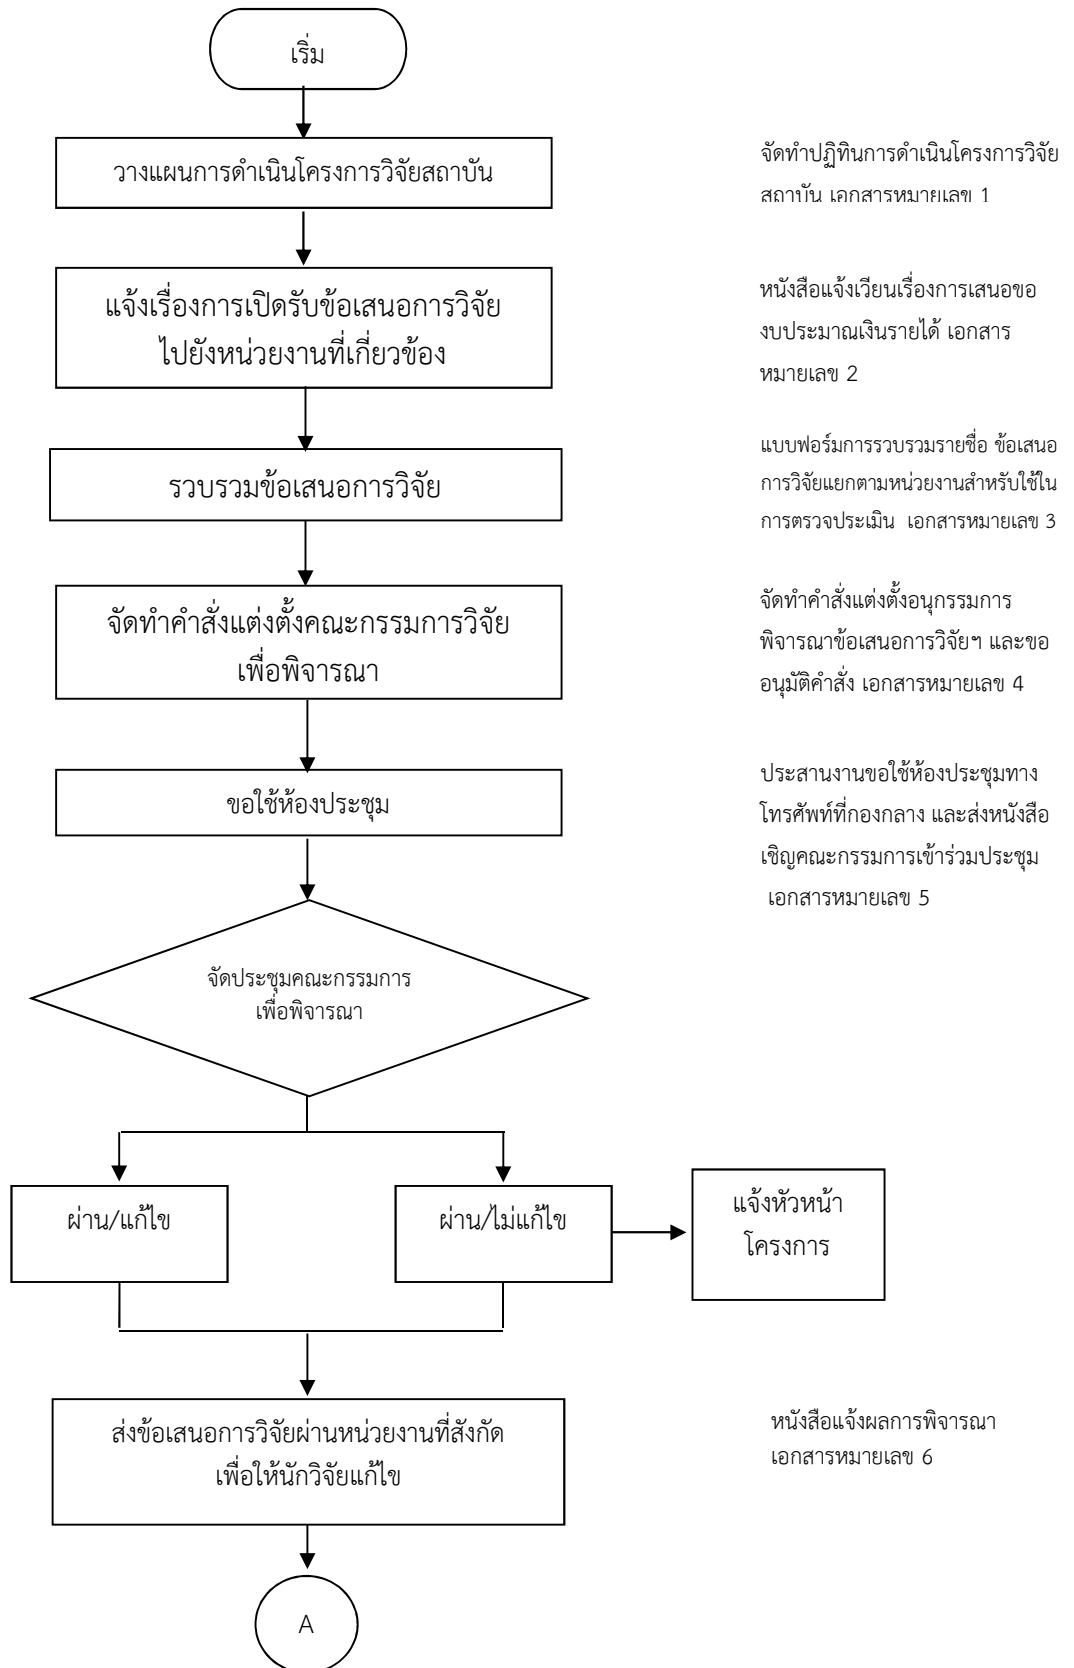 เริ่ม
วางแผนการดำเนินโครงการวิจัยสถาบัน
จัดทำปฏิทินการดำเนินโครงการวิจัย
สถาบัน เอกสารหมายเลข 1
แจ้งเรื่องการเปิดรับข้อเสนอการวิจัย
ไปยังหน่วยงานที่เกี่ยวข้อง
หนังสือแจ้งเวียนเรื่องการเสนอขอ
งบประมาณเงินรายได้ เอกสาร
หมายเลข 2
รวบรวมข้อเสนอการวิจัย
แบบฟอร์มการรวบรวมรายชื่อ ข้อเสนอ
การวิจัยแยกตามหน่วยงานสำหรับใช้ใน
การตรวจประเมิน เอกสารหมายเลข 3
จัดทำคำสั่งแต่งตั้งคณะกรรมการวิจัย
เพื่อพิจารณา
จัดทำคำสั่งแต่งตั้งอนุกรรมการ
พิจารณาข้อเสนอการวิจัยฯ และขอ
อนุมัติคำสั่ง เอกสารหมายเลข 4
ขอใช้ห้องประชุม
ประสานงานขอใช้ห้องประชุมทาง
โทรศัพท์ที่กองกลาง และส่งหนังสือ
เชิญคณะกรรมการเข้าร่วมประชุม
เอกสารหมายเลข 5
จัดประชุมคณะกรรมการ
เพื่อพิจารณา
ผ่าน/แก้ไข
ผ่าน/ไม่แก้ไข
แจ้งหัวหน้า
โครงการ
ส่งข้อเสนอการวิจัยผ่านหน่วยงานที่สังกัด
เพื่อให้นักวิจัยแก้ไข
หนังสือแจ้งผลการพิจารณา
เอกสารหมายเลข 6
A